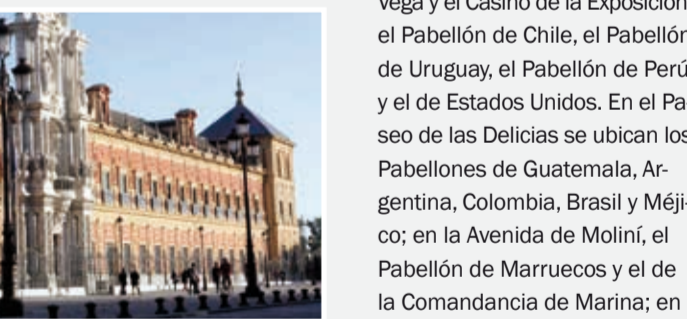 Vega y el Casino de la Exposición,
el Pabellón de Chile, el Pabellón
de Uruguay, el Pabellón de Perú
y el de Estados Unidos. En el Pa-
seo de las Delicias se ubican los
Pabellones de Guatemala, Ar-
gentina, Colombia, Brasil y Méji-
co; en la Avenida de Moliní, el
Pabellón de Marruecos y el de
la Comandancia de Marina; en